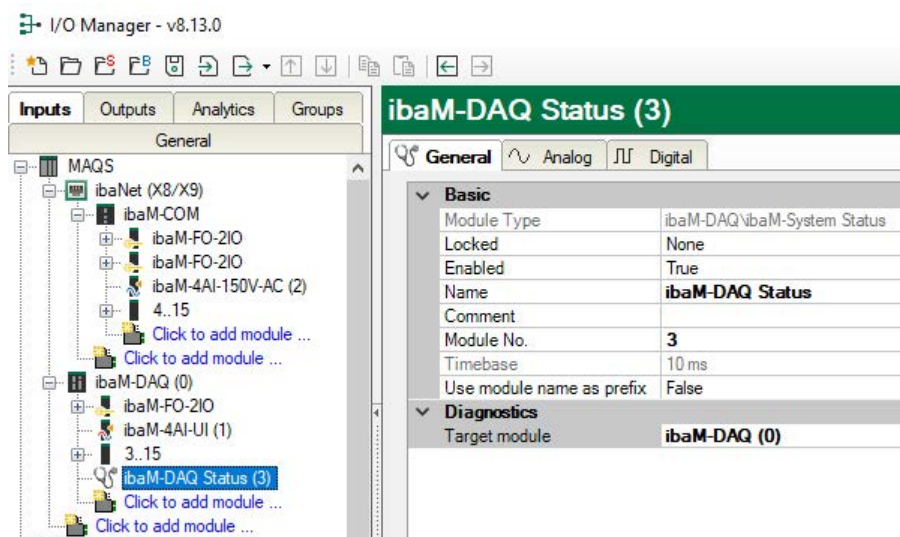 I/O Manager - v8.13.0
Inputs Outputs Analytics Groups
General
MAQS
ibaNet (X8/X9)
ibaM-COM
ibaM-FO-2IO
ibaM-FO-2IO
ibaM-4AI-150V-AC (2)
4..15
Click to add module ...
Click to add module ...
ibaM-DAQ (0)
ibaM-FO-2IO
ibaM-4AI-UI (1)
3..15
ibaM-DAQ Status (3)
Click to add module ...
Click to add module ...
ibaM-DAQ Status (3)
General Analog Digital
Basic
Module Type ibaM-DAQ\ibaM-System Status
Locked None
Enabled True
Name ibaM-DAQ Status
Comment
Module No. 3
Timebase 10 ms
Use module name as prefix False
Diagnostics
Target module ibaM-DAQ (0)